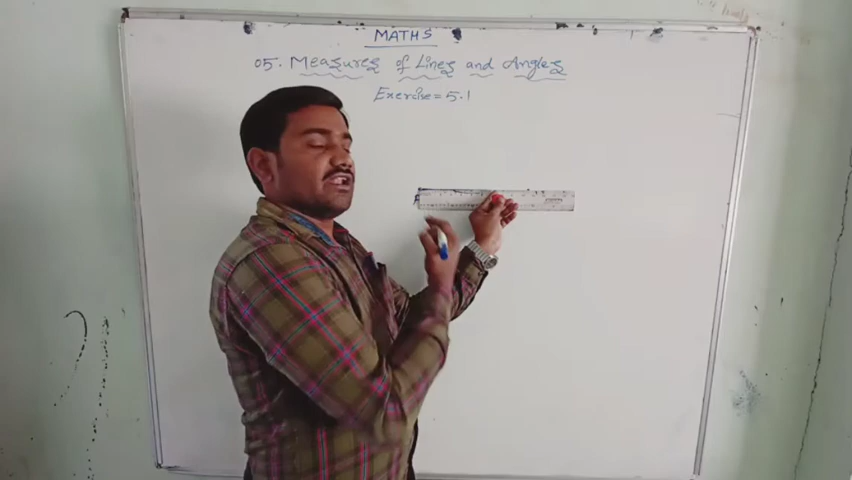 MATHS
05. Measures of Lines and Angles
Exercise = 5.1
A